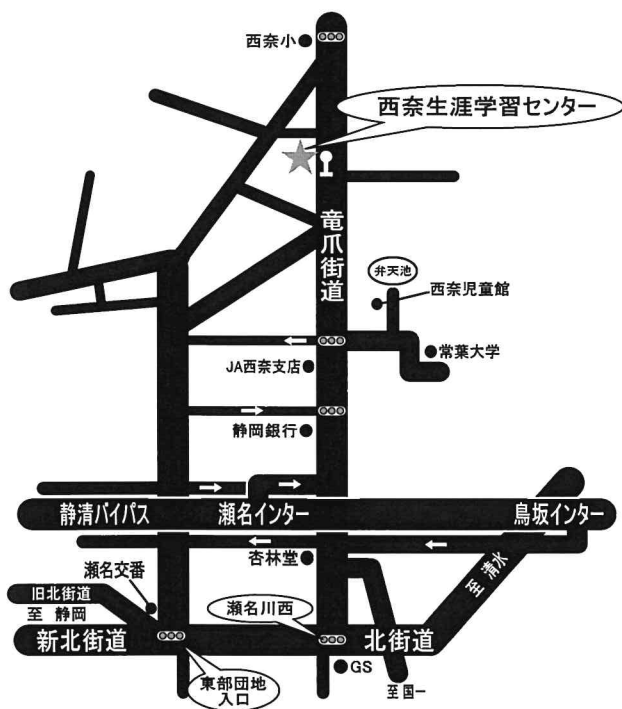 西奈小
西奈生涯学習センター
竜爪街道
弁天池
西奈児童館
常葉大学
JA西奈支店
静岡銀行
静清バイパス
瀬名インター
鳥坂インター
杏林堂
至 清水
瀬名交番
旧北街道
至 静岡
瀬名川西
新北街道
北街道
GS
東部団地
入口
至国一